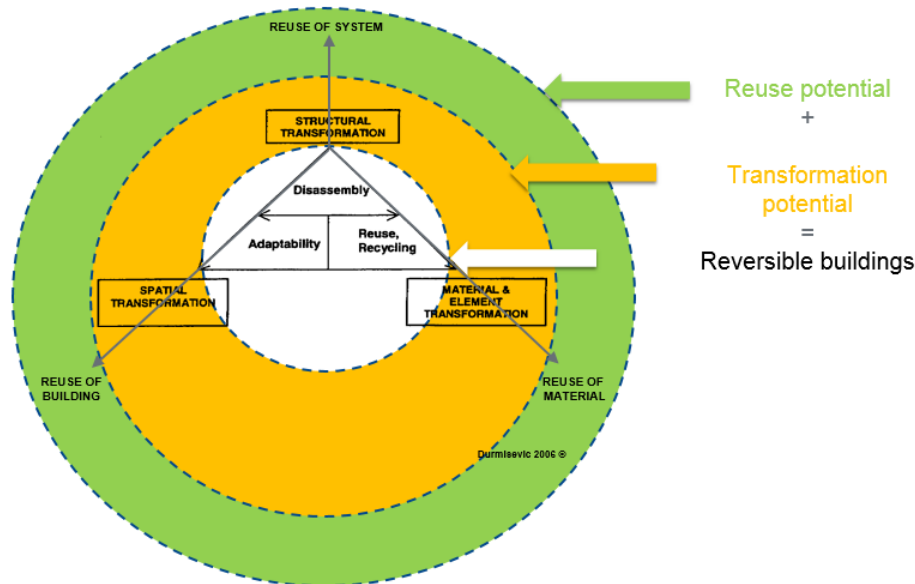 REUSE OF SYSTEM
STRUCTURAL
TRANSFORMATION
Disassembly
Adaptability
Reuse,
Recycling
SPATIAL
TRANSFORMATION
MATERIAL &
ELEMENT
TRANSFORMATION
REUSE OF
BUILDING
REUSE OF
MATERIAL
Durmisevic 2006 ®
Reuse potential
+
Transformation
potential
=
Reversible buildings